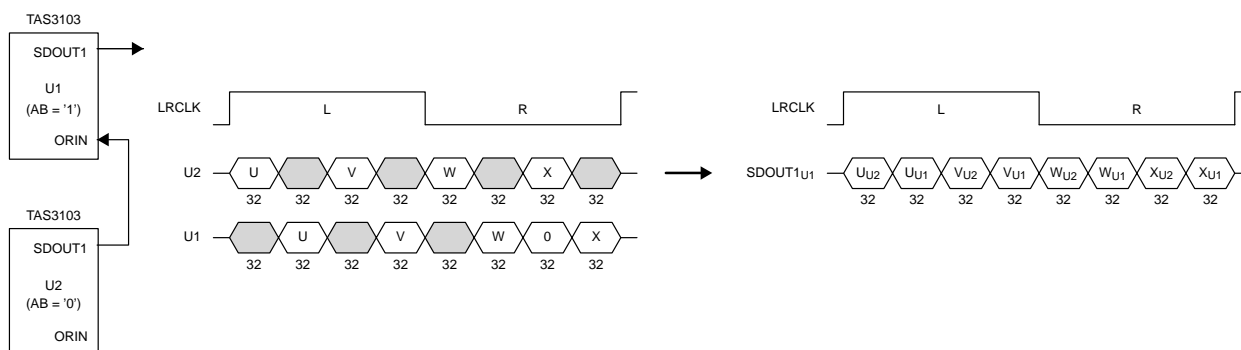 TAS3103
SDOUT1
U1
(AB = '1')
ORIN
TAS3103
SDOUT1
U2
(AB = '0')
ORIN
LRCLK L R
U2 U V W X
32 32 32 32 32 32 32 32
U1 U V W 0 X
32 32 32 32 32 32 32 32
LRCLK L R
SDOUT1U1 UU2 UU1 VU2 VU1 WU2 WU1 XU2 XU1
32 32 32 32 32 32 32 32